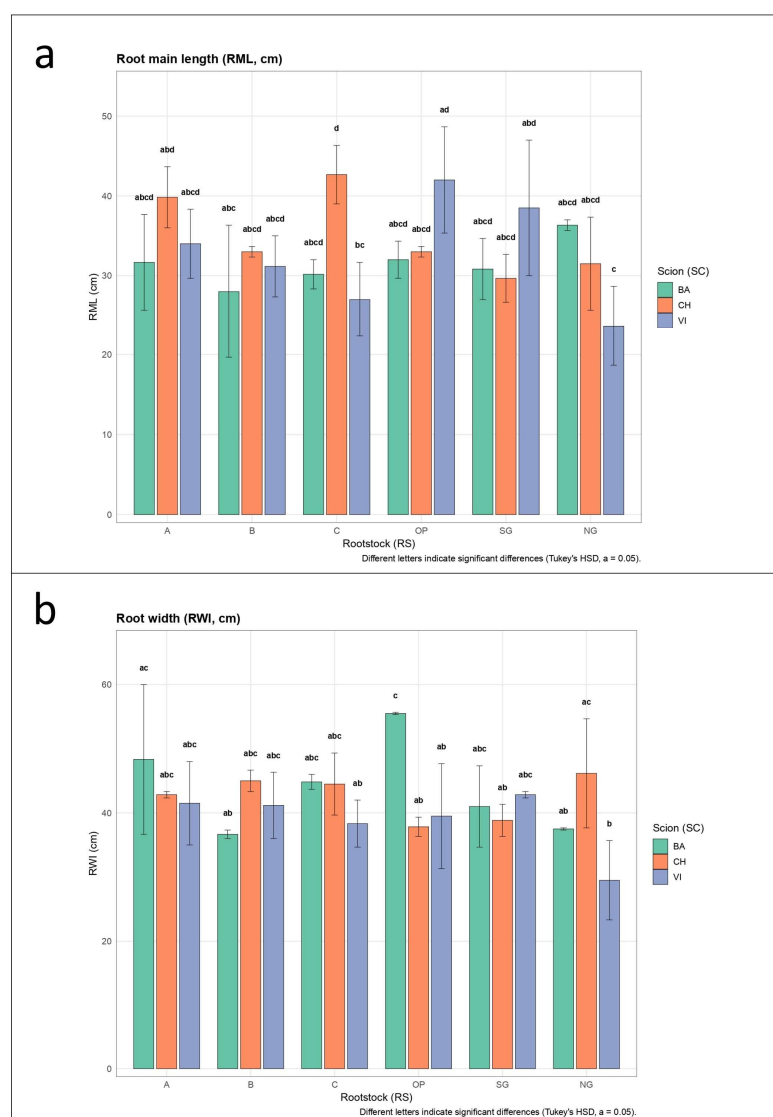 a
Root main length (RML, cm)
50
40
30
20
10
0
RML (cm)
abcd
abd
abcd
abc
abcd
abcd
abcd
d
bc
abcd
abcd
ad
abcd
abcd
abd
abcd
abcd
c
A
B
C
OP
SG
NG
Rootstock (RS)
Different letters indicate significant differences (Tukey's HSD, a = 0.05).
Scion (SC)
BA
CH
VI
b
Root width (RWI, cm)
60
40
20
0
RWI (cm)
ac
abc
abc
ab
abc
abc
abc
abc
ab
c
ab
ab
abc
ab
abc
ab
ac
b
A
B
C
OP
SG
NG
Rootstock (RS)
Different letters indicate significant differences (Tukey's HSD, a = 0.05).
Scion (SC)
BA
CH
VI